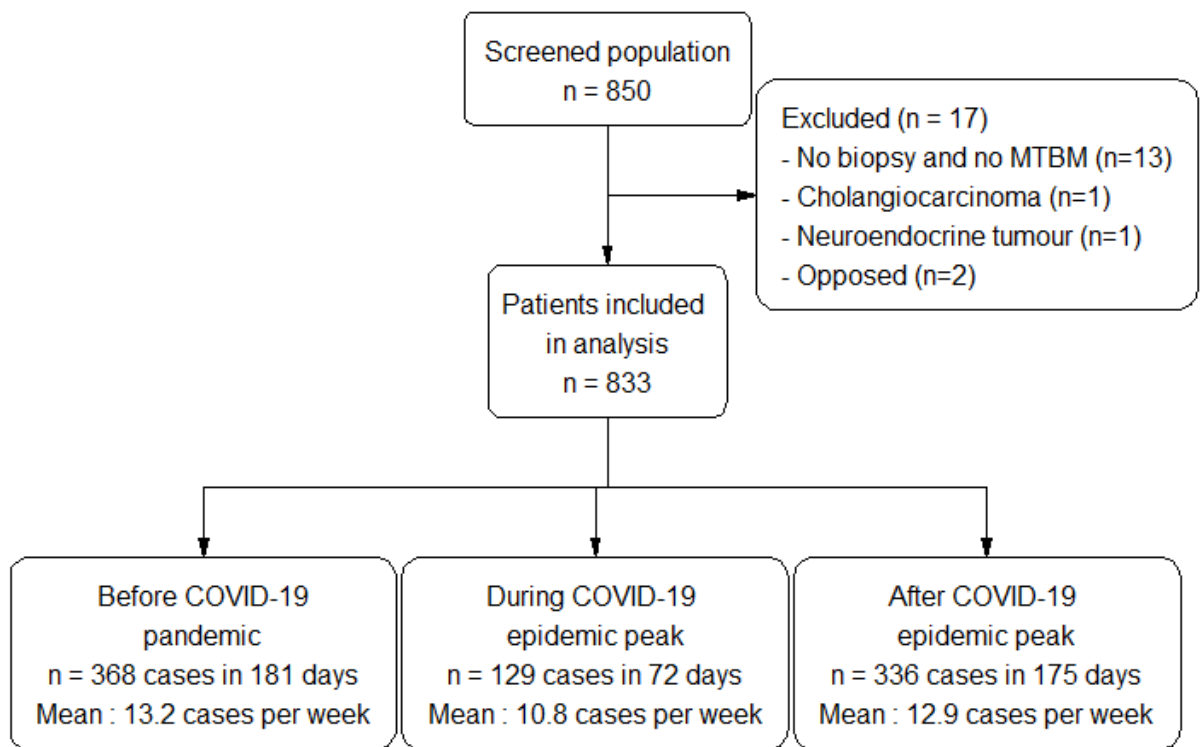 Screened population
n = 850
Excluded (n = 17)
- No biopsy and no MTBM (n=13)
- Cholangiocarcinoma (n=1)
- Neuroendocrine tumour (n=1)
- Opposed (n=2)
Patients included
in analysis
n = 833
Before COVID-19
pandemic
n = 368 cases in 181 days
Mean : 13.2 cases per week
During COVID-19
epidemic peak
n = 129 cases in 72 days
Mean : 10.8 cases per week
After COVID-19
epidemic peak
n = 336 cases in 175 days
Mean : 12.9 cases per week